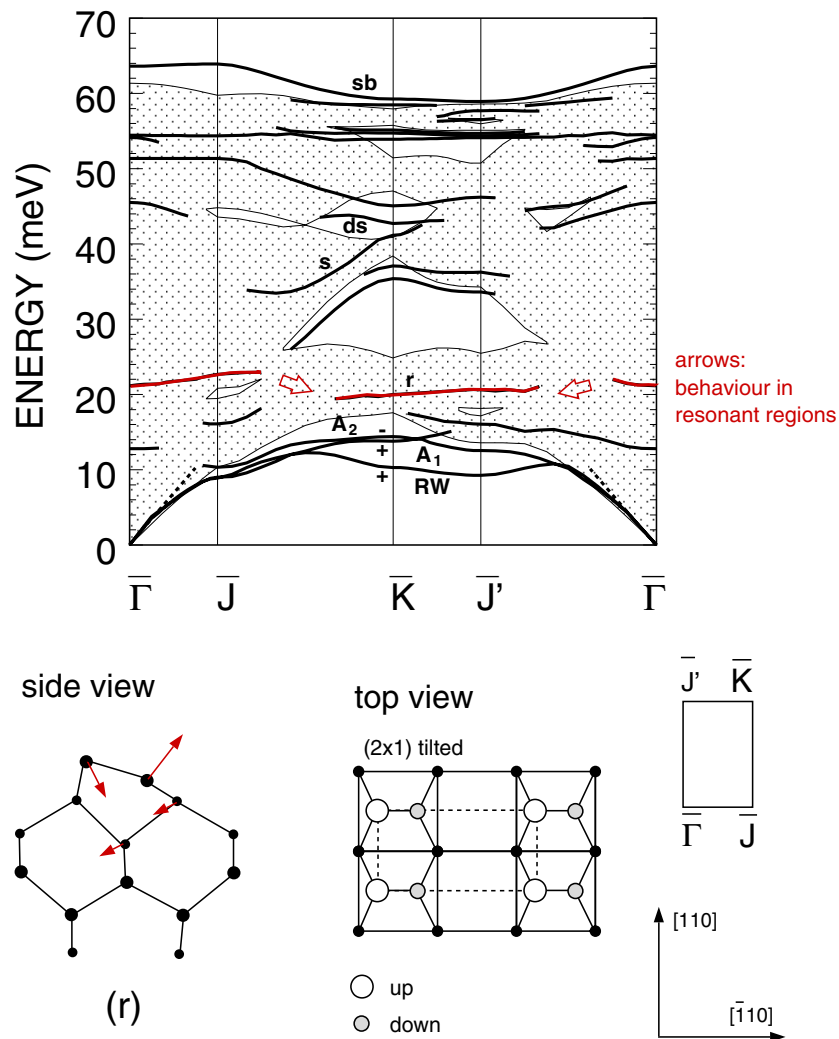 70
60
50
40
30
20
10
0
ENERGY (meV)
sb
ds
s
r
A2
-
+
A1
+
RW
Γ̅ J̅ K̅ J̅' Γ̅
arrows:
behaviour in
resonant regions
side view
top view
(2x1) tilted
J̅' K̅
Γ̅ J̅
[110]
[1̅10]
(r)
up
down